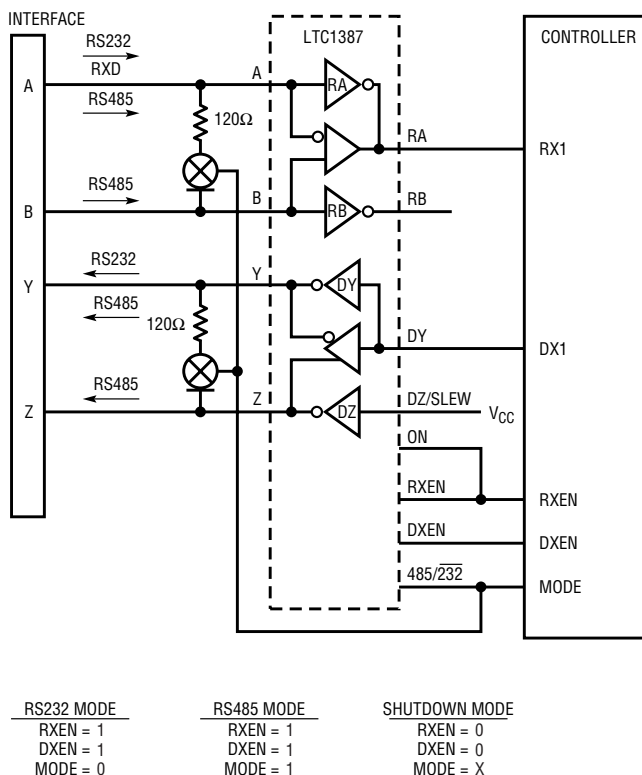 INTERFACE
LTC1387
CONTROLLER
RS232
RXD
A
A
RA
RS485
120Ω
RA
RX1
RS485
B
B
RB
RB
RS232
Y
Y
DY
RS485
120Ω
DY
DX1
RS485
Z
Z
DZ
DZ/SLEW
VCC
ON
RXEN
RXEN
DXEN
DXEN
485/232
MODE
RS232 MODE
RXEN = 1
DXEN = 1
MODE = 0
RS485 MODE
RXEN = 1
DXEN = 1
MODE = 1
SHUTDOWN MODE
RXEN = 0
DXEN = 0
MODE = X